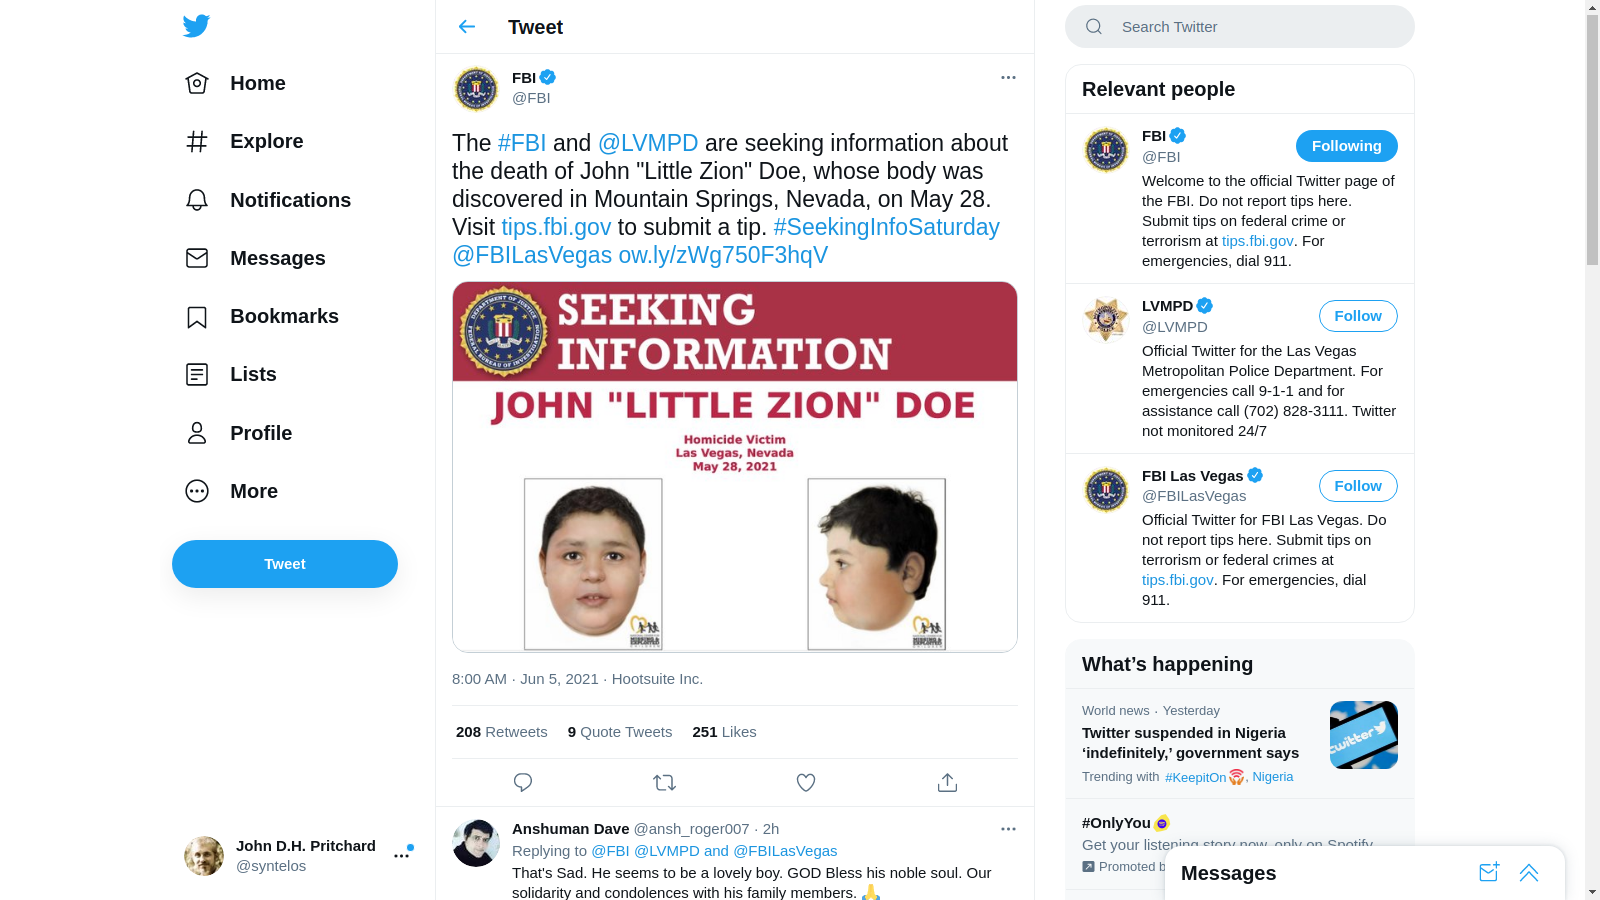 Home
Explore
Notifications
Messages
Bookmarks
Lists
Profile
More
Tweet
John D.H. Pritchard
@syntelos
Tweet
FBI
@FBI
The #FBI and @LVMPD are seeking information about
the death of John "Little Zion" Doe, whose body was
discovered in Mountain Springs, Nevada, on May 28.
Visit tips.fbi.gov to submit a tip. #SeekingInfoSaturday
@FBILasVegas ow.ly/zWg750F3hqV
SEEKING
INFORMATION
JOHN "LITTLE ZION" DOE
Homicide Victim
Las Vegas, Nevada
May 28, 2021
8:00 AM · Jun 5, 2021 · Hootsuite Inc.
208 Retweets 9 Quote Tweets 251 Likes
Anshuman Dave @ansh_roger007 · 2h
Replying to @FBI @LVMPD and @FBILasVegas
That's Sad. He seems to be a lovely boy. GOD Bless his noble soul. Our
solidarity and condolences with his family members. 🙏
Search Twitter
Relevant people
FBI
@FBI
Following
Welcome to the official Twitter page of
the FBI. Do not report tips here.
Submit tips on federal crime or
terrorism at tips.fbi.gov. For
emergencies, dial 911.
LVMPD
@LVMPD
Follow
Official Twitter for the Las Vegas
Metropolitan Police Department. For
emergencies call 9-1-1 and for
assistance call (702) 828-3111. Twitter
not monitored 24/7
FBI Las Vegas
@FBILasVegas
Follow
Official Twitter for FBI Las Vegas. Do
not report tips here. Submit tips on
terrorism or federal crimes at
tips.fbi.gov. For emergencies, dial
911.
What's happening
World news · Yesterday
Twitter suspended in Nigeria
‘indefinitely,’ government says
Trending with #KeepitOn, Nigeria
twitter
#OnlyYou
Get your listening story now, only on Spotify
Promoted b
Messages